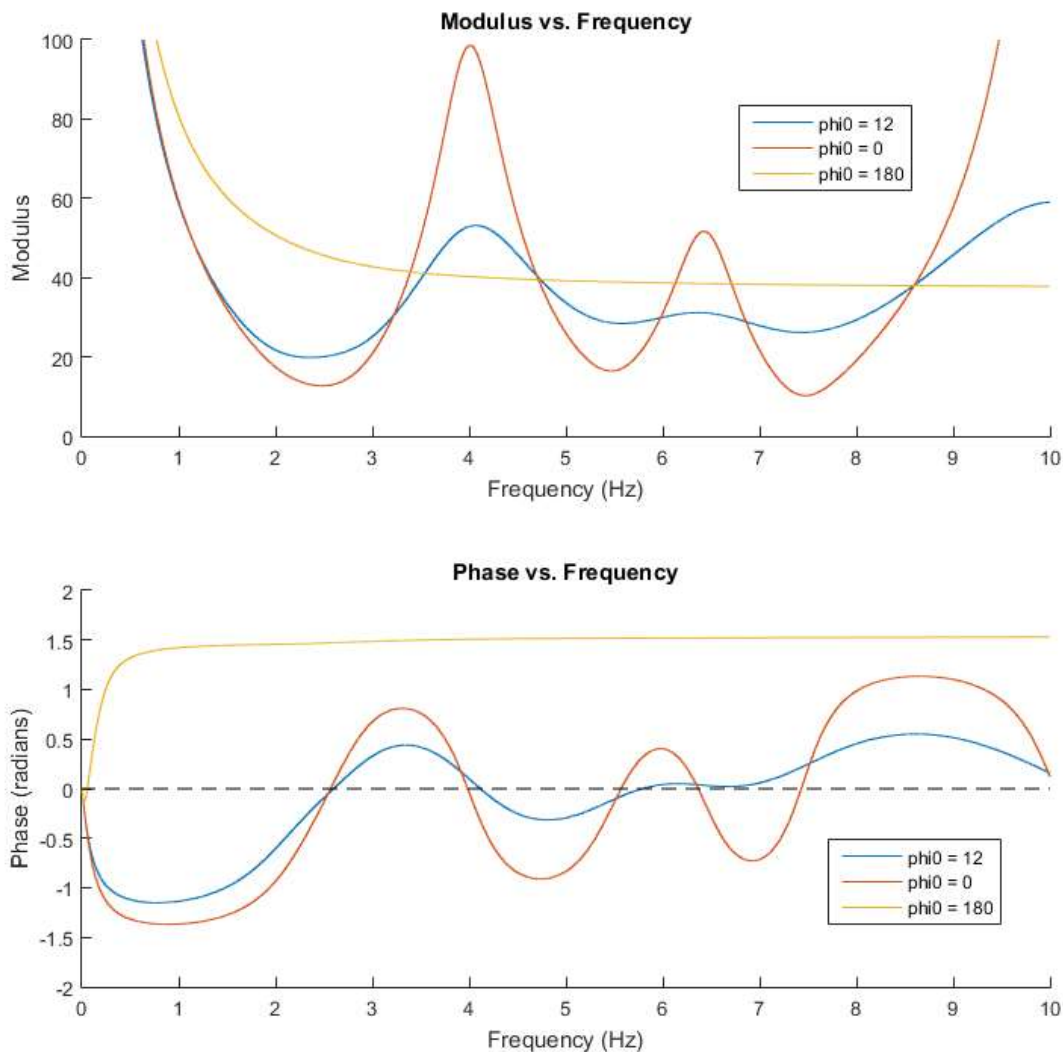 Modulus vs. Frequency
100
80
60
40
20
0
Modulus
phi0 = 12
phi0 = 0
phi0 = 180
0 1 2 3 4 5 6 7 8 9 10
Frequency (Hz)
Phase vs. Frequency
2
1.5
1
0.5
0
-0.5
-1
-1.5
-2
Phase (radians)
phi0 = 12
phi0 = 0
phi0 = 180
0 1 2 3 4 5 6 7 8 9 10
Frequency (Hz)